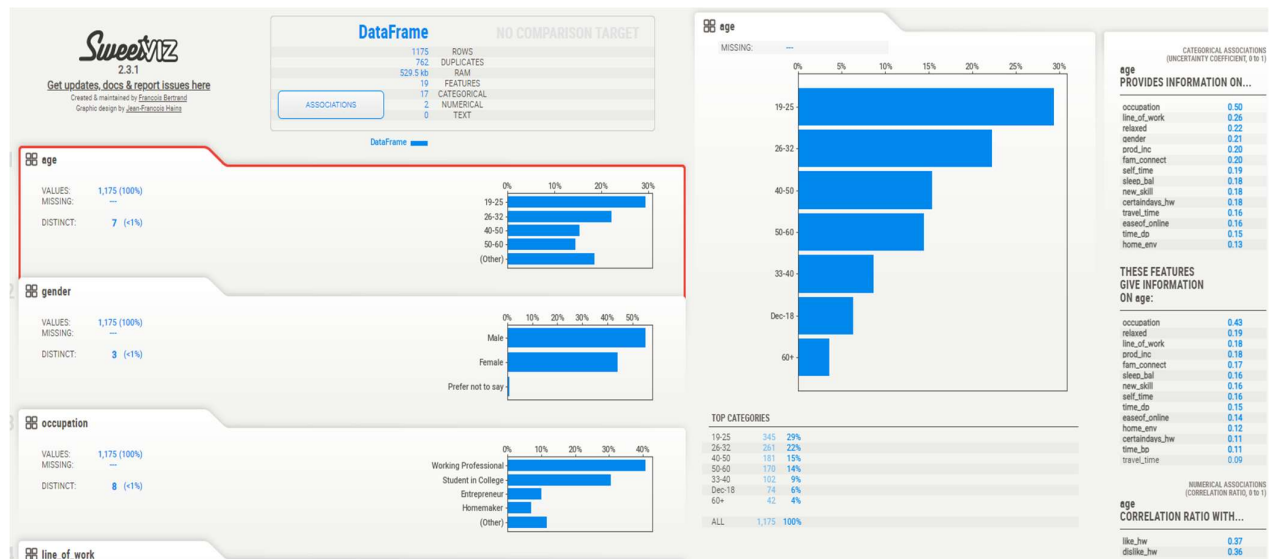 SweetVIZ
2.3.1
Get updates, docs & report issues here
Created & maintained by Francois Bertrand
Graphic design by Jean-Francois Hains
DataFrame
NO COMPARISON TARGET
1175 ROWS
762 DUPLICATES
529.5 kb RAM
19 FEATURES
17 CATEGORICAL
2 NUMERICAL
0 TEXT
ASSOCIATIONS
DataFrame
1
age
VALUES: 1,175 (100%)
MISSING: ---
DISTINCT: 7 (<1%)
0% 10% 20% 30%
19-25
26-32
40-50
50-60
(Other)
2
gender
VALUES: 1,175 (100%)
MISSING: ---
DISTINCT: 3 (<1%)
0% 10% 20% 30% 40% 50%
Male
Female
Prefer not to say
3
occupation
VALUES: 1,175 (100%)
MISSING: ---
DISTINCT: 8 (<1%)
0% 10% 20% 30% 40%
Working Professional
Student in College
Entrepreneur
Homemaker
(Other)
4
line_of_work
age
MISSING: ---
0% 5% 10% 15% 20% 25% 30%
19-25
26-32
40-50
50-60
33-40
Dec-18
60+
TOP CATEGORIES
19-25 345 29%
26-32 261 22%
40-50 181 15%
50-60 170 14%
33-40 102 9%
Dec-18 74 6%
60+ 42 4%
ALL 1,175 100%
CATEGORICAL ASSOCIATIONS
(UNCERTAINTY COEFFICIENT, 0 to 1)
age
PROVIDES INFORMATION ON...
occupation 0.50
line_of_work 0.26
relaxed 0.22
gender 0.21
prod_inc 0.20
fam_connect 0.20
self_time 0.19
sleep_bal 0.18
new_skill 0.18
certaindays_hw 0.18
travel_time 0.16
easeof_online 0.16
time_dp 0.15
home_env 0.13
THESE FEATURES
GIVE INFORMATION
ON age:
occupation 0.43
relaxed 0.19
line_of_work 0.18
prod_inc 0.18
fam_connect 0.17
sleep_bal 0.16
new_skill 0.16
self_time 0.16
time_dp 0.15
easeof_online 0.14
home_env 0.12
certaindays_hw 0.11
time_bp 0.11
travel_time 0.09
NUMERICAL ASSOCIATIONS
(CORRELATION RATIO, 0 to 1)
age
CORRELATION RATIO WITH...
like_hw 0.37
dislike_hw 0.36